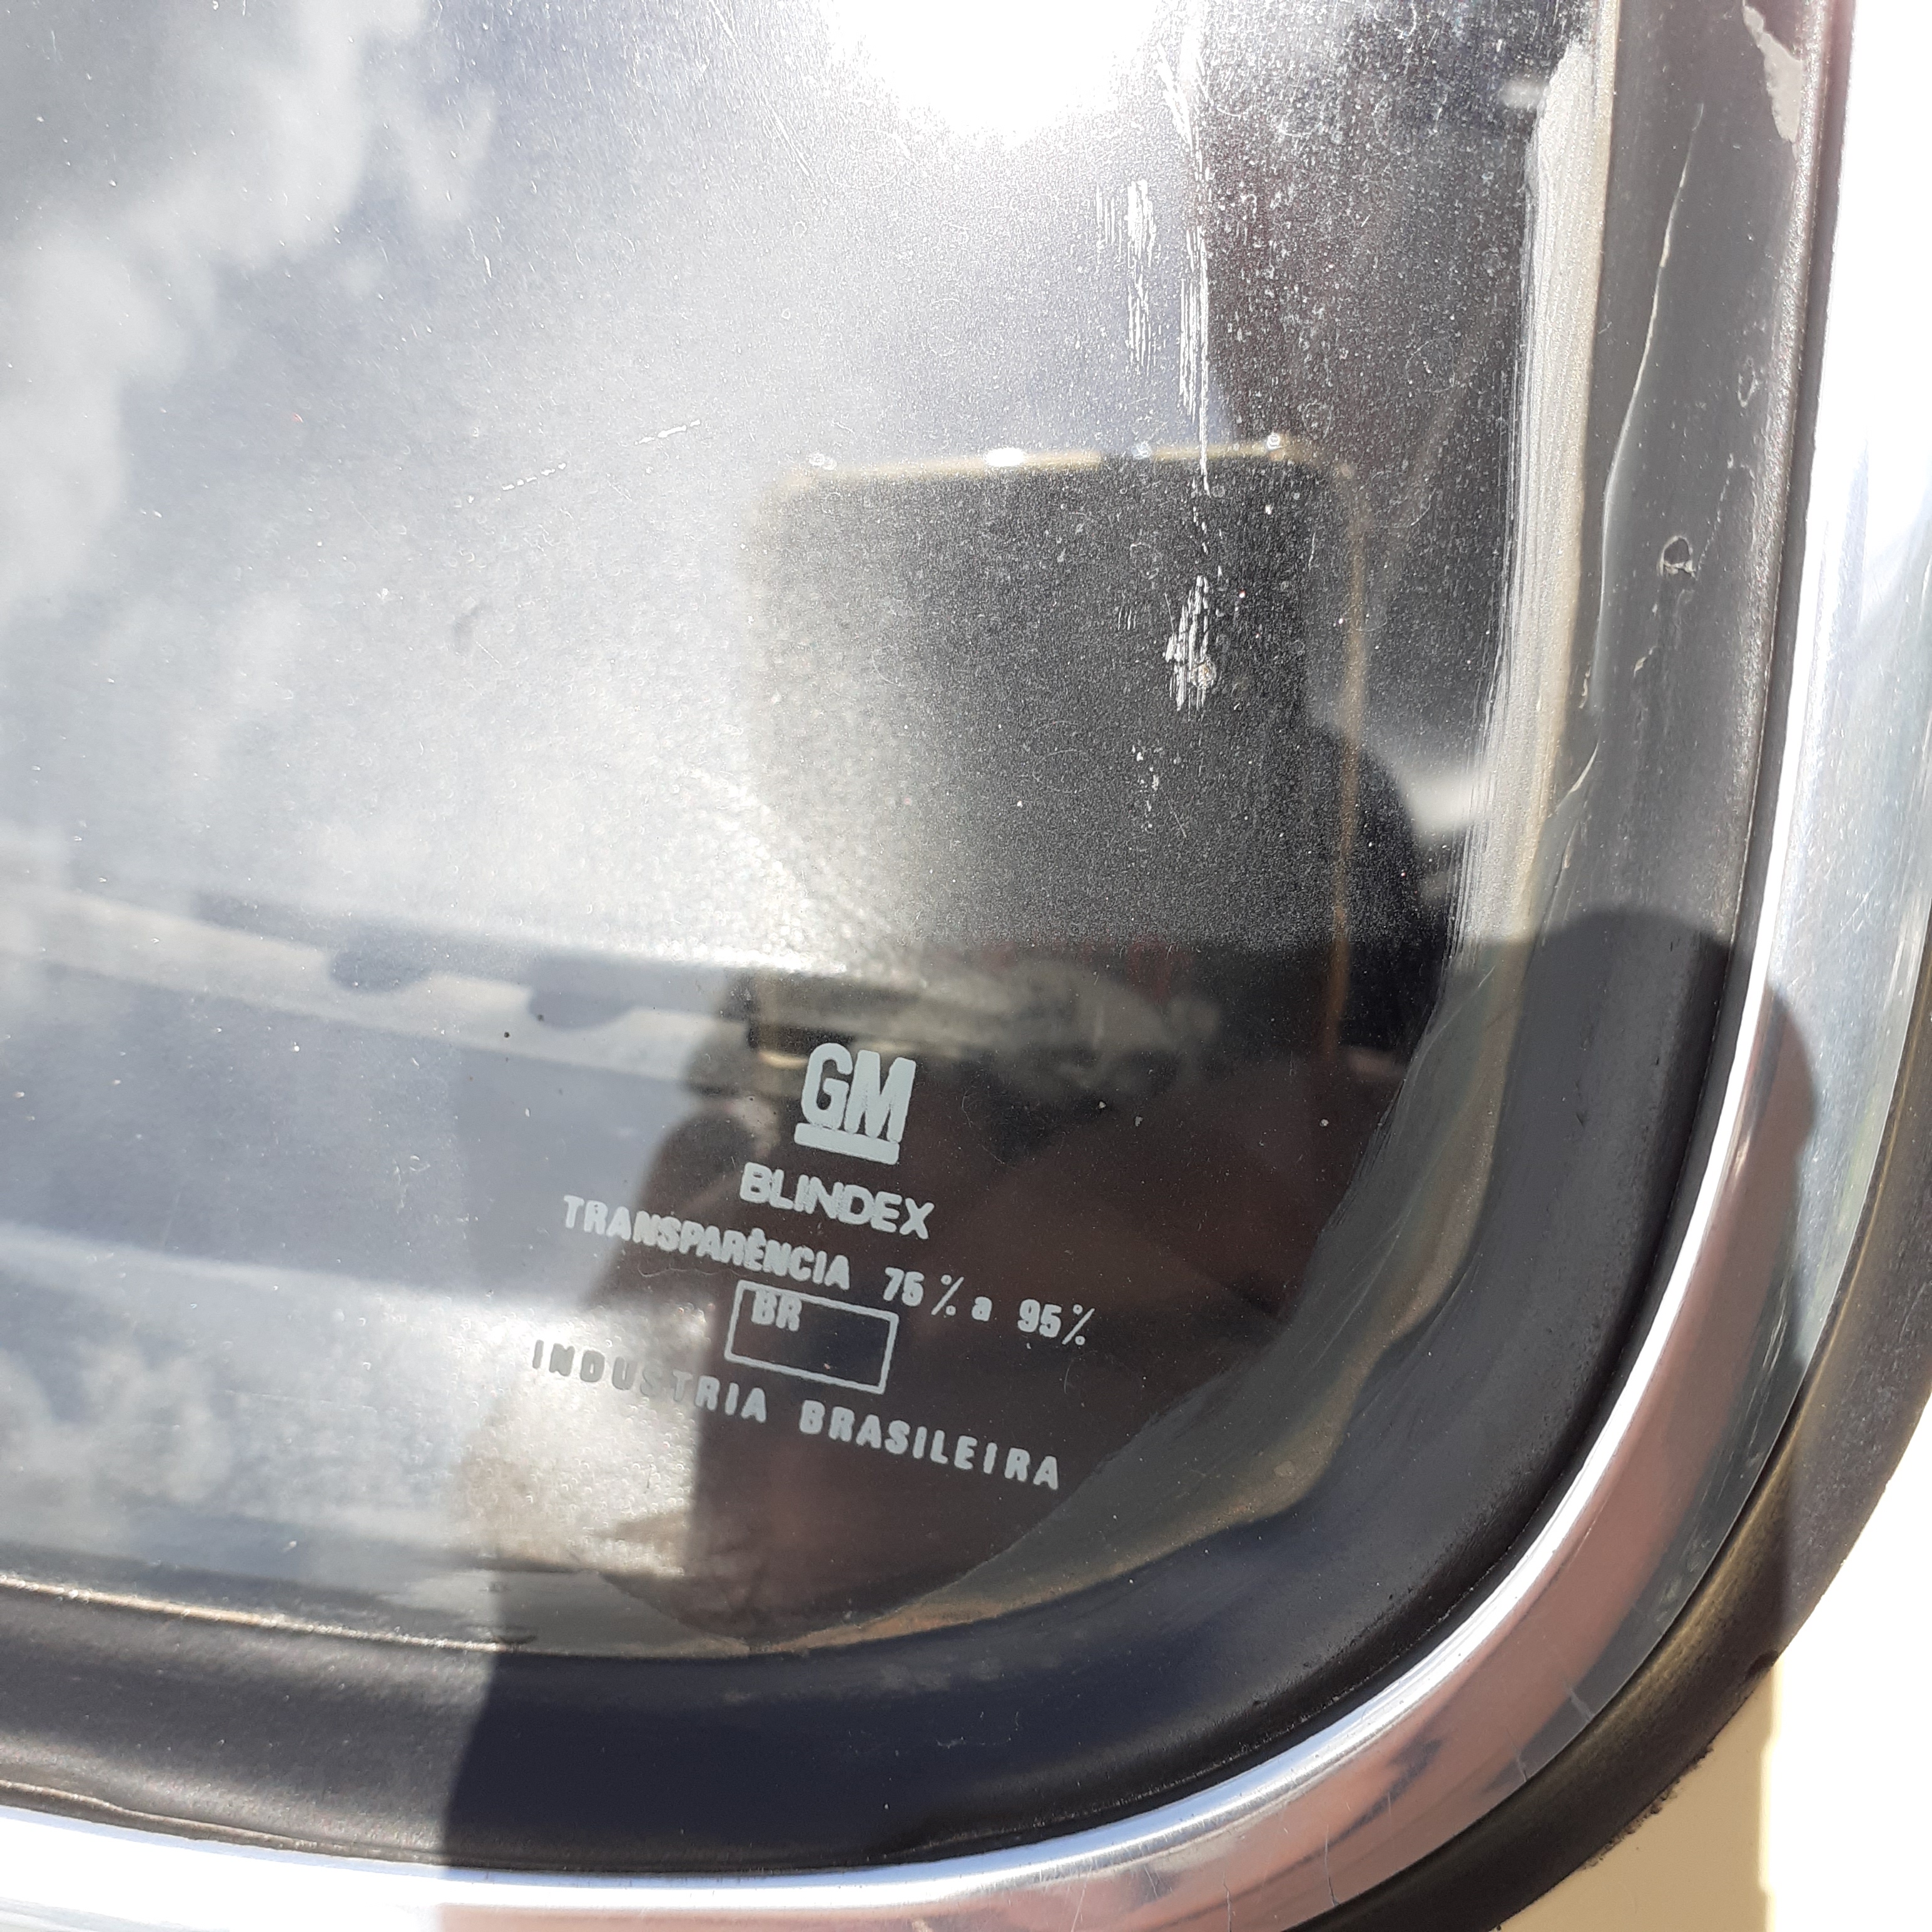 GM
BLINDEX
TRANSPARÊNCIA 75% a 95%
BR
INDUSTRIA BRASILEIRA